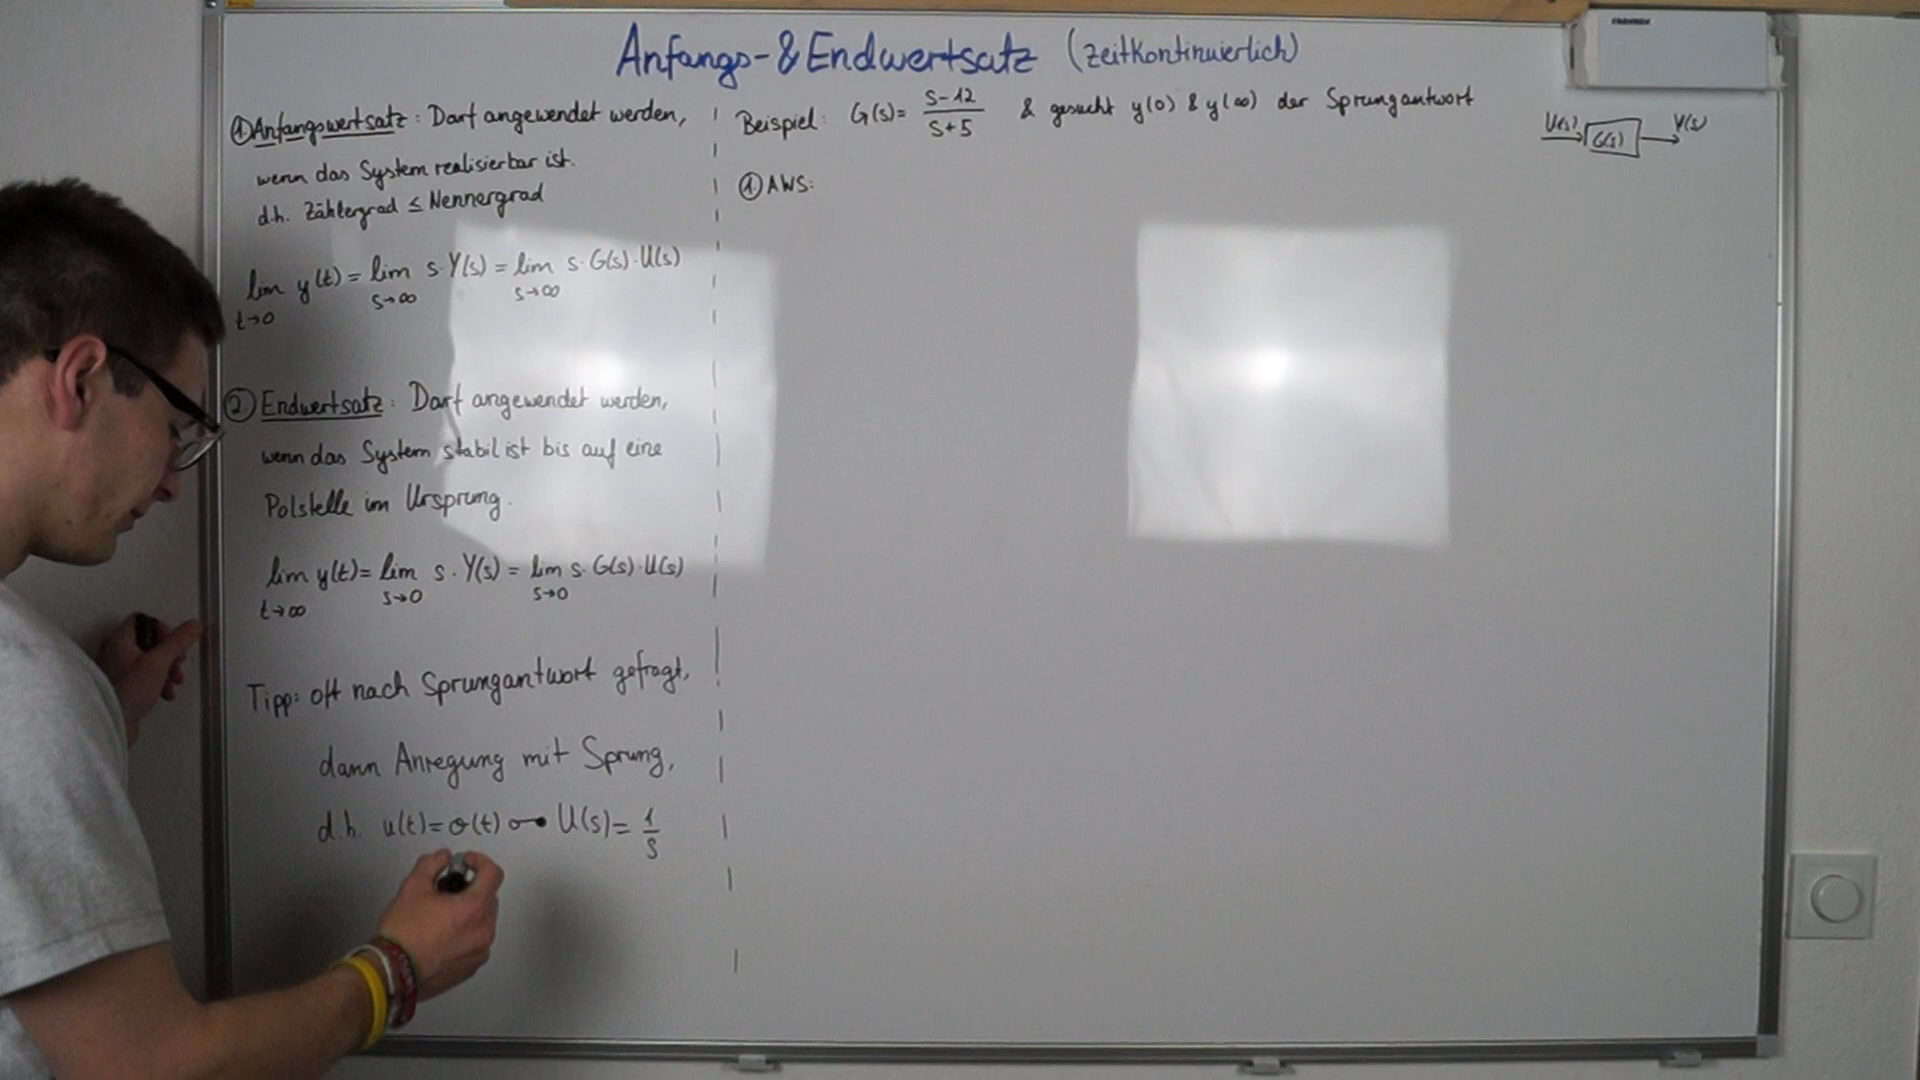 Anfangs-&Endwertsatz (zeitkontinuierlich)
① Anfangswertsatz: Darf angewendet werden,
wenn das System realisierbar ist.
d.h. Zählergrad ≤ Nennergrad
lim y(t) = lim s·Y(s) = lim s·G(s)·U(s)
t→0 s→∞ s→∞
② Endwertsatz: Darf angewendet werden,
wenn das System stabil ist bis auf eine
Polstelle im Ursprung.
lim y(t)= lim s·Y(s) = lim s·G(s)·U(s)
t→∞ s→0 s→0
Tipp: oft nach Sprungantwort gefragt,
dann Anregung mit Sprung,
d.h. u(t)=σ(t) ○─● U(s)= 1/s
Beispiel: G(s)= (s-12)/(s+5) & gesucht y(0) & y(∞) der Sprungantwort
U(s) G(s) Y(s)
① AWS: